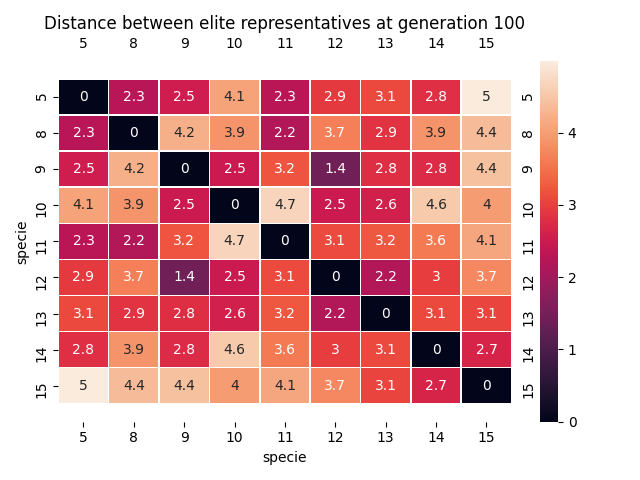 Distance between elite representatives at generation 100
5 8 9 10 11 12 13 14 15
5 0 2.3 2.5 4.1 2.3 2.9 3.1 2.8 5 5
8 2.3 0 4.2 3.9 2.2 3.7 2.9 3.9 4.4 8 4
9 2.5 4.2 0 2.5 3.2 1.4 2.8 2.8 4.4 9
10 4.1 3.9 2.5 0 4.7 2.5 2.6 4.6 4 10 3
specie
11 2.3 2.2 3.2 4.7 0 3.1 3.2 3.6 4.1 11
12 2.9 3.7 1.4 2.5 3.1 0 2.2 3 3.7 12 2
13 3.1 2.9 2.8 2.6 3.2 2.2 0 3.1 3.1 13
14 2.8 3.9 2.8 4.6 3.6 3 3.1 0 2.7 14 1
15 5 4.4 4.4 4 4.1 3.7 3.1 2.7 0 15
0
5 8 9 10 11 12 13 14 15
specie